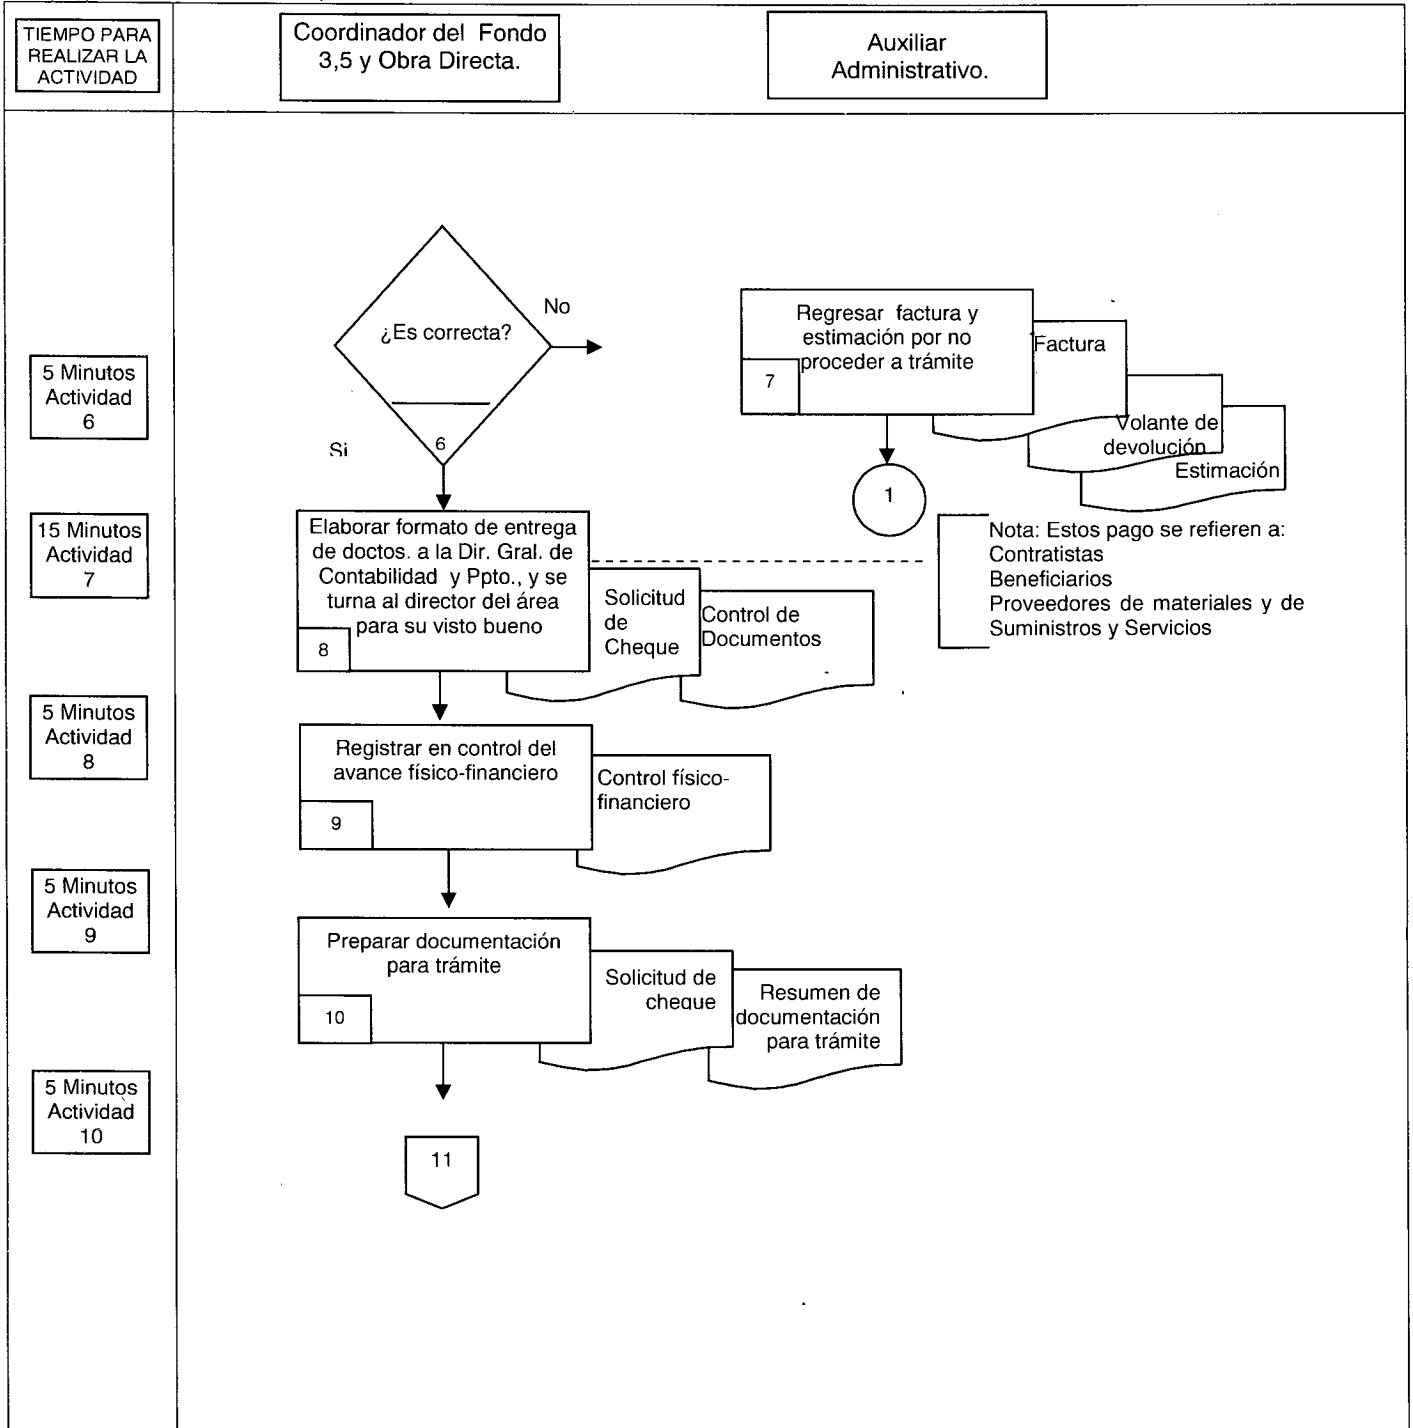 TIEMPO PARA
REALIZAR LA
ACTIVIDAD
Coordinador del Fondo
3,5 y Obra Directa.
Auxiliar
Administrativo.
¿Es correcta?
No
6
Si
5 Minutos
Actividad
6
Regresar factura y
estimación por no
proceder a trámite
7
Factura
Volante de
devolución
Estimación
1
15 Minutos
Actividad
7
Elaborar formato de entrega
de doctos. a la Dir. Gral. de
Contabilidad y Ppto., y se
turna al director del área
para su visto bueno
8
Solicitud
de
Cheque
Control de
Documentos
Nota: Estos pago se refieren a:
Contratistas
Beneficiarios
Proveedores de materiales y de
Suministros y Servicios
5 Minutos
Actividad
8
Registrar en control del
avance físico-financiero
9
Control físico-
financiero
5 Minutos
Actividad
9
Preparar documentación
para trámite
10
Solicitud de
cheque
Resumen de
documentación
para trámite
5 Minutos
Actividad
10
11